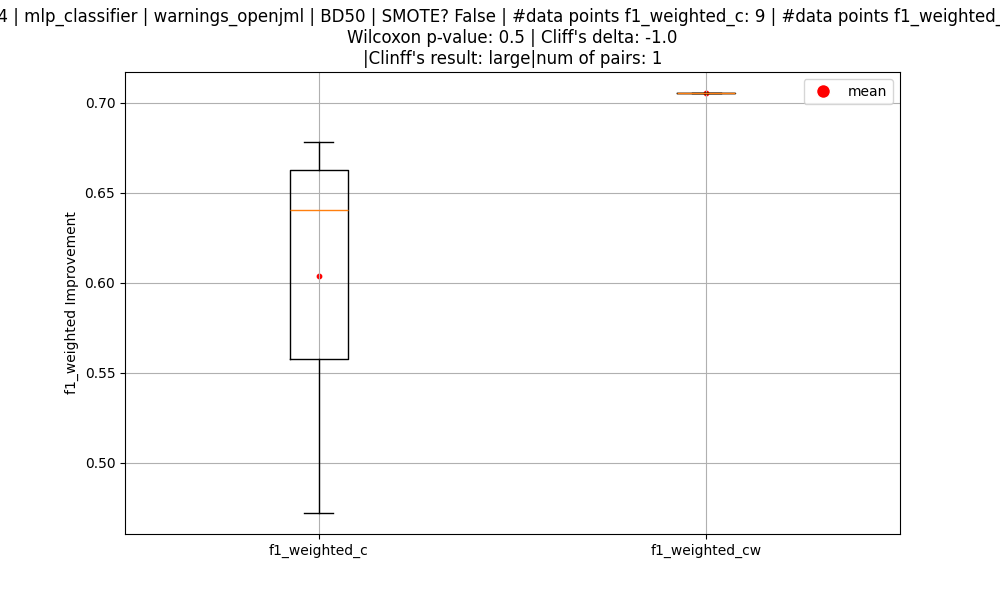 4 | mlp_classifier | warnings_openjml | BD50 | SMOTE? False | #data points f1_weighted_c: 9 | #data points f1_weighted_
Wilcoxon p-value: 0.5 | Cliff's delta: -1.0
|Clinff's result: large|num of pairs: 1
mean
0.70
0.65
0.60
0.55
0.50
f1_weighted Improvement
f1_weighted_c
f1_weighted_cw